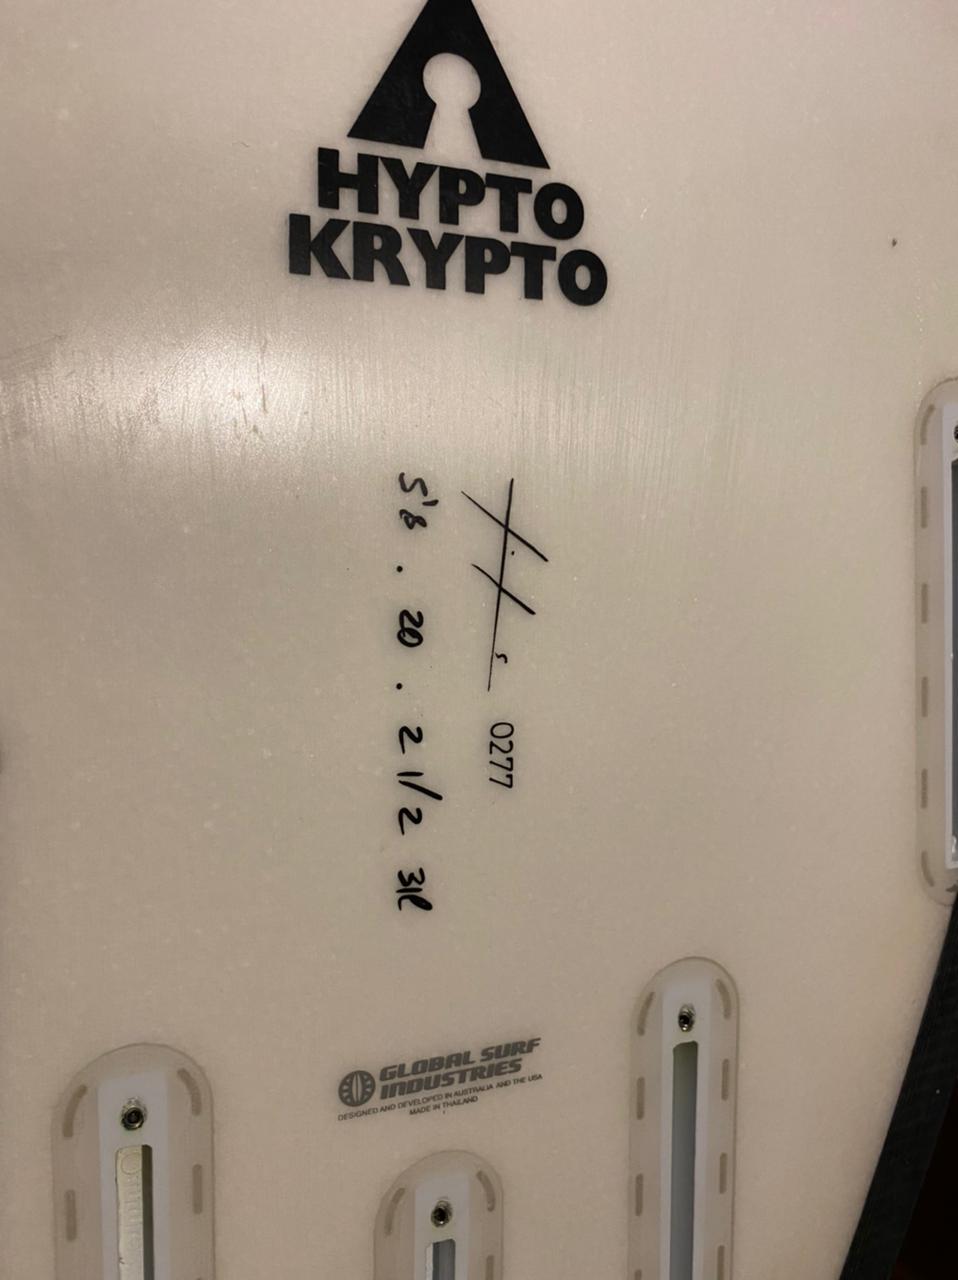 HYPTO
KRYPTO
0277
5'8 . 20 . 2 1/2 31l
GLOBAL SURF
INDUSTRIES
DESIGNED AND DEVELOPED IN AUSTRALIA AND THE USA
MADE IN THAILAND